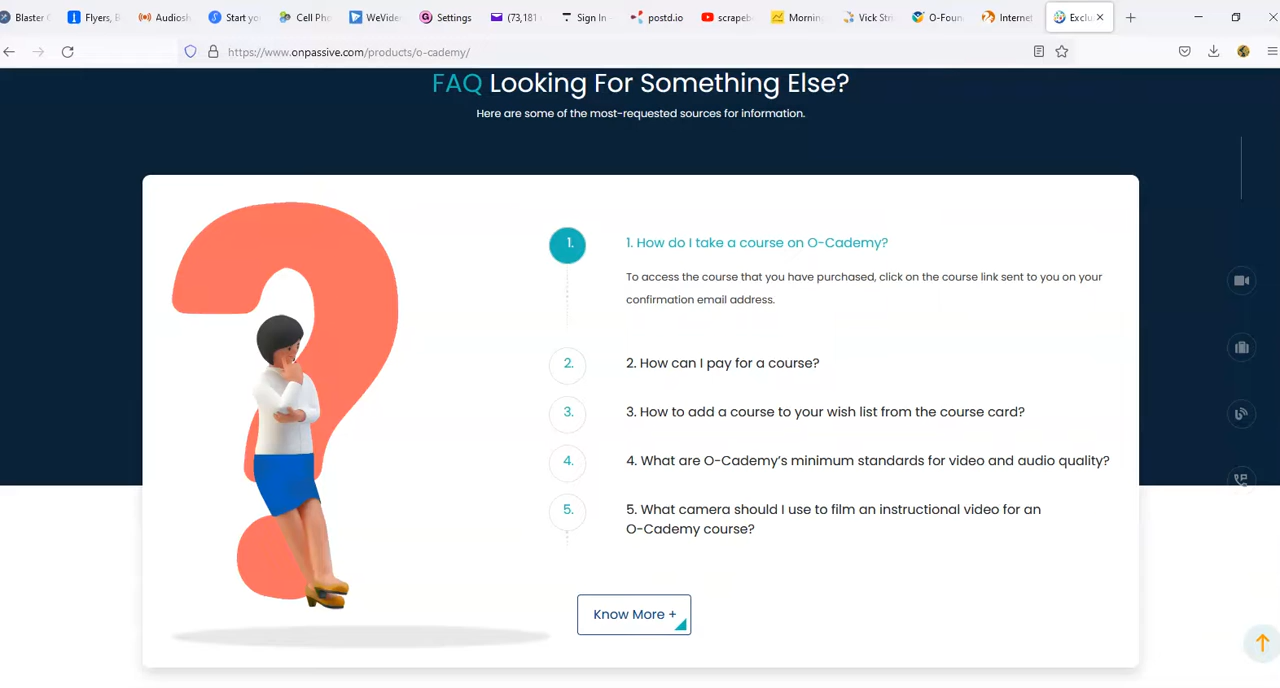 Blaster
Flyers, B
Audiosh
Start yo
Cell Pho
WeVide
Settings
(73,181
Sign In
postd.io
scrapeb
Mornin
Vick Stri
O-Foun
Internet
Exclu
https://www.onpassive.com/products/o-cademy/
FAQ Looking For Something Else?
Here are some of the most-requested sources for information.
1.
1. How do I take a course on O-Cademy?
To access the course that you have purchased, click on the course link sent to you on your
confirmation email address.
2.
2. How can I pay for a course?
3.
3. How to add a course to your wish list from the course card?
4.
4. What are O-Cademy’s minimum standards for video and audio quality?
5.
5. What camera should I use to film an instructional video for an
O-Cademy course?
Know More +